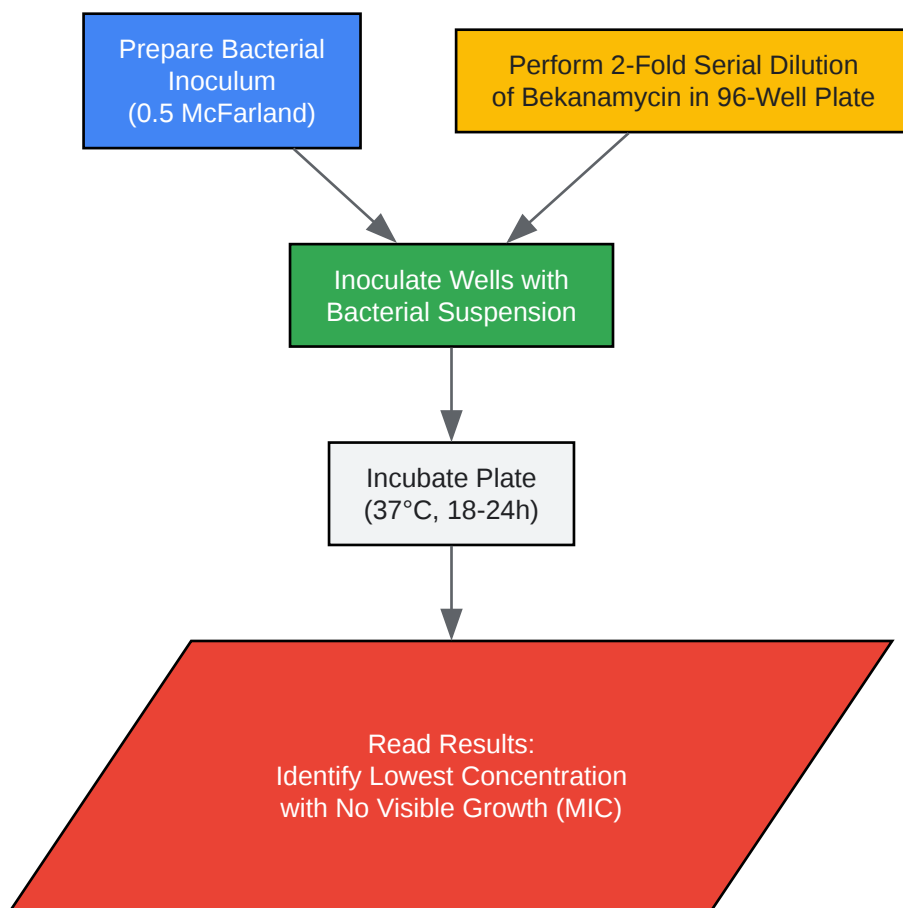 Prepare Bacterial
Inoculum
(0.5 McFarland)
Perform 2-Fold Serial Dilution
of Bekanamycin in 96-Well Plate
Inoculate Wells with
Bacterial Suspension
Incubate Plate
(37°C, 18-24h)
Read Results:
Identify Lowest Concentration
with No Visible Growth (MIC)